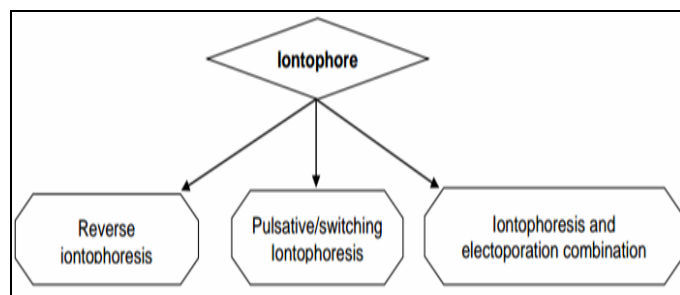 Iontophore
Reverse
iontophoresis
Pulsative/switching
Iontophoresis
Iontophoresis and
electoporation combination